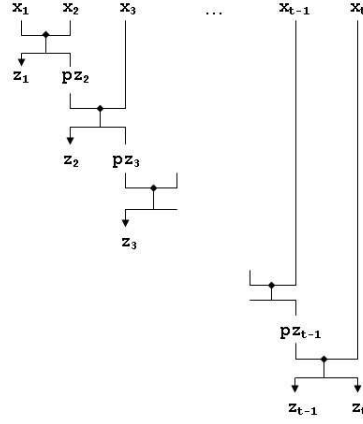 x₁ x₂ x₃ ... xₜ₋₁ xₜ
z₁ pz₂
z₂ pz₃
z₃
pzₜ₋₁
zₜ₋₁ zₜ